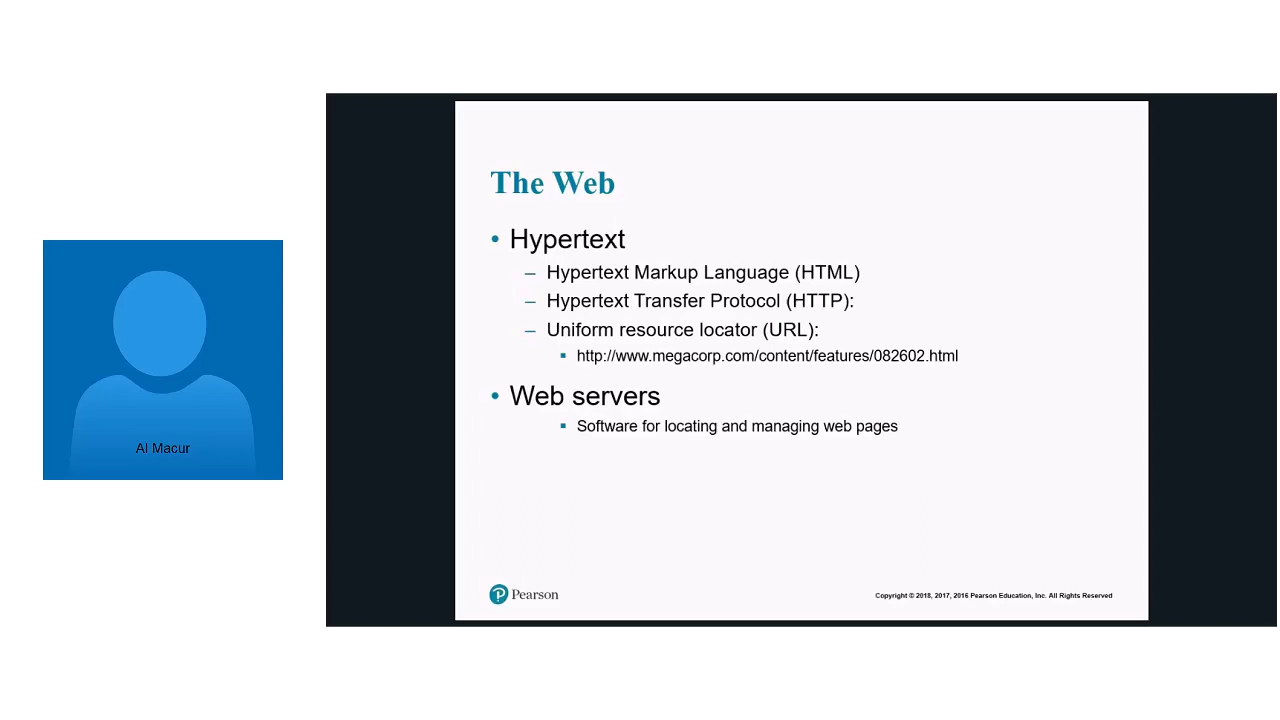 The Web
• Hypertext
– Hypertext Markup Language (HTML)
– Hypertext Transfer Protocol (HTTP):
– Uniform resource locator (URL):
▪ http://www.megacorp.com/content/features/082602.html
• Web servers
▪ Software for locating and managing web pages
Al Macur
Pearson
Copyright © 2018, 2017, 2016 Pearson Education, Inc. All Rights Reserved